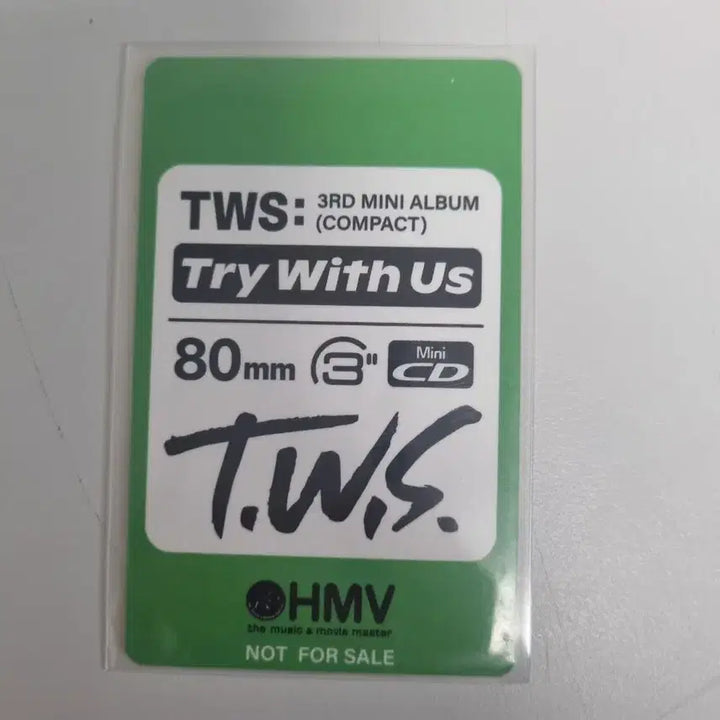 TWS: 3RD MINI ALBUM
(COMPACT)
Try With Us
80mm 3" Mini
CD
T.W.S.
HMV
the music & movie master
NOT FOR SALE